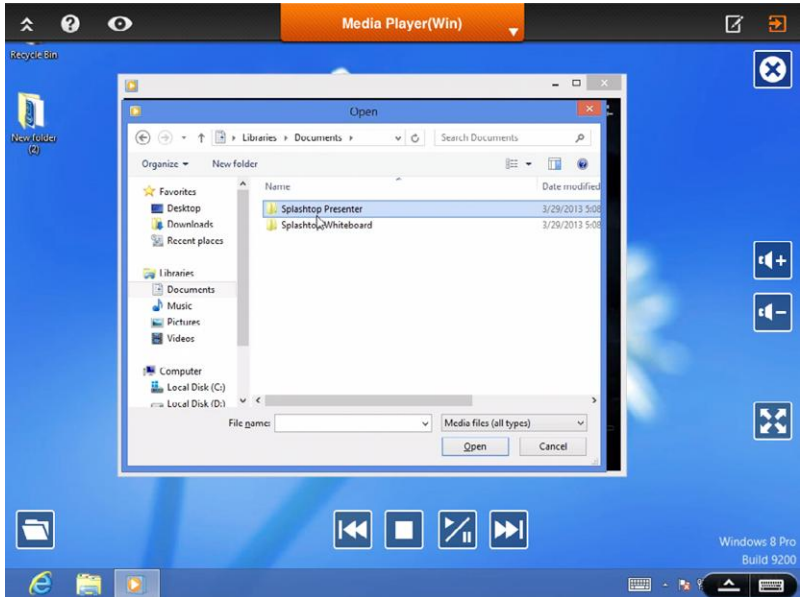 Media Player(Win)
Recycle Bin
New folder
(2)
Open
Libraries Documents
Search Documents
Organize
New folder
Name
Date modified
Favorites
Desktop
Downloads
Recent places
Libraries
Documents
Music
Pictures
Videos
Computer
Local Disk (C:)
Local Disk (D:)
Splashtop Presenter
3/29/2013 5:08
Splashtop Whiteboard
3/29/2013 5:08
File name:
Media files (all types)
Open
Cancel
Windows 8 Pro
Build 9200